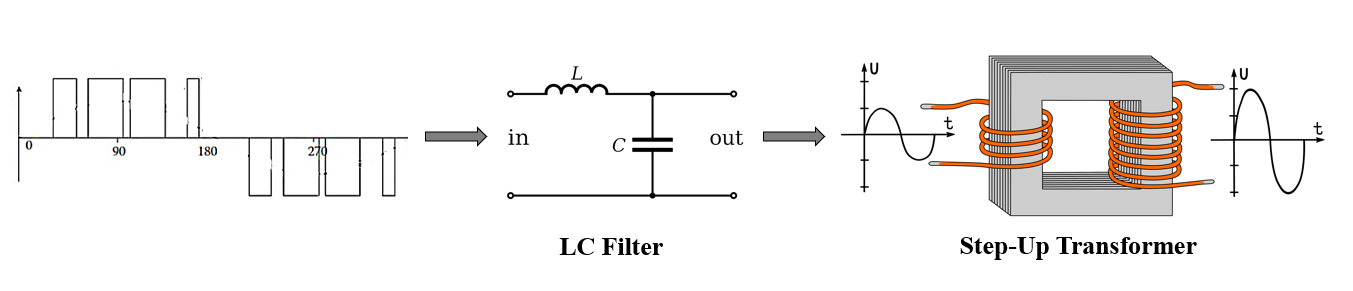 0
90
180
270
L
in
C
out
LC Filter
U
t
U
t
Step-Up Transformer